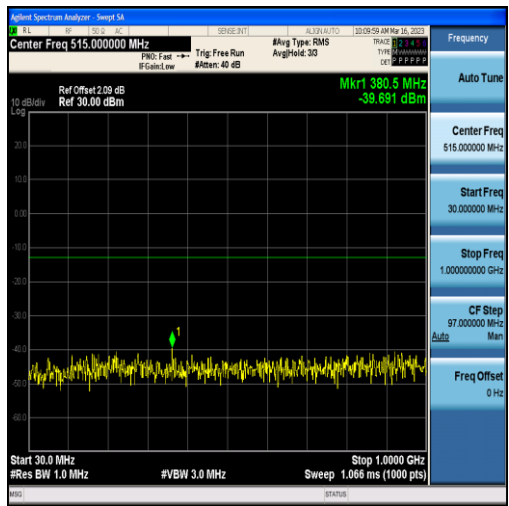 Agilent Spectrum Analyzer - Swept SA
RL RF 50 Ω AC SENSE:INT ALIGN AUTO 10:09:59 AM Mar 16, 2023
Center Freq 515.000000 MHz
PNO: Fast
IFGain:Low
Trig: Free Run
#Atten: 40 dB
#Avg Type: RMS
Avg|Hold: 3/3
TRACE 1 2 3 4 5 6
TYPE
DET P P P P P P
Ref Offset 2.09 dB
Ref 30.00 dBm
10 dB/div
Log
Mkr1 380.5 MHz
-39.691 dBm
20.0
10.0
0.00
-10.0
-20.0
-30.0
-40.0
-50.0
-60.0
1
Start 30.0 MHz
#Res BW 1.0 MHz
#VBW 3.0 MHz
Stop 1.0000 GHz
Sweep 1.066 ms (1000 pts)
MSG
STATUS
Frequency
Auto Tune
Center Freq
515.000000 MHz
Start Freq
30.000000 MHz
Stop Freq
1.000000000 GHz
CF Step
97.000000 MHz
Auto Man
Freq Offset
0 Hz